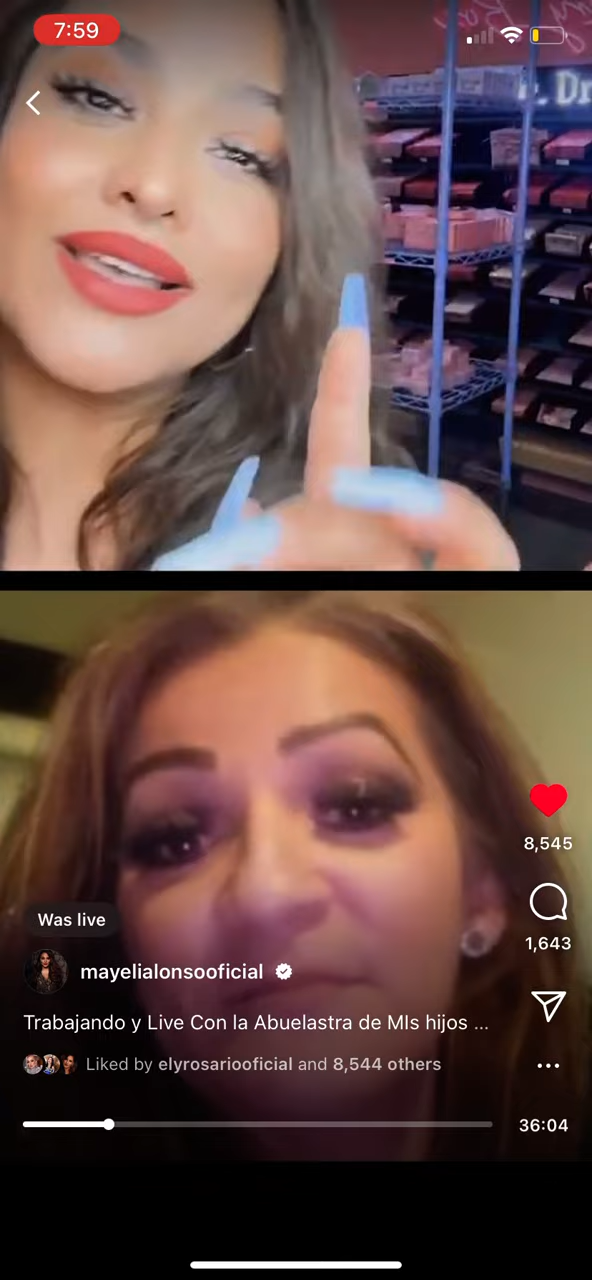 7:59
Dr
8,545
Was live
1,643
mayelialonsooficial
Trabajando y Live Con la Abuelastra de MIs hijos ...
Liked by elyrosariooficial and 8,544 others
36:04